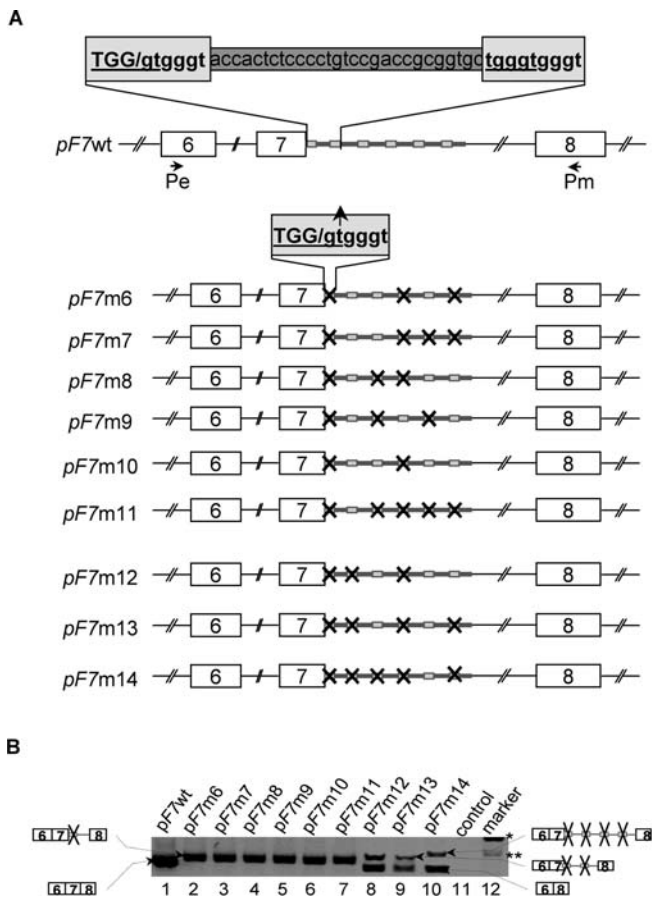 A
TGG/gtgggt accactctcccctgtccgaccgcggtgc tgggtgggt
pF7wt 6 7 8
Pe Pm
TGG/gtgggt
pF7m6 6 7 8
pF7m7 6 7 8
pF7m8 6 7 8
pF7m9 6 7 8
pF7m10 6 7 8
pF7m11 6 7 8
pF7m12 6 7 8
pF7m13 6 7 8
pF7m14 6 7 8
B
pF7wt pF7m6 pF7m7 pF7m8 pF7m9 pF7m10 pF7m11 pF7m12 pF7m13 pF7m14 control marker
6 7 8 6 7 8 *
** 
6 7 8
6 7 8 6 8
1 2 3 4 5 6 7 8 9 10 11 12